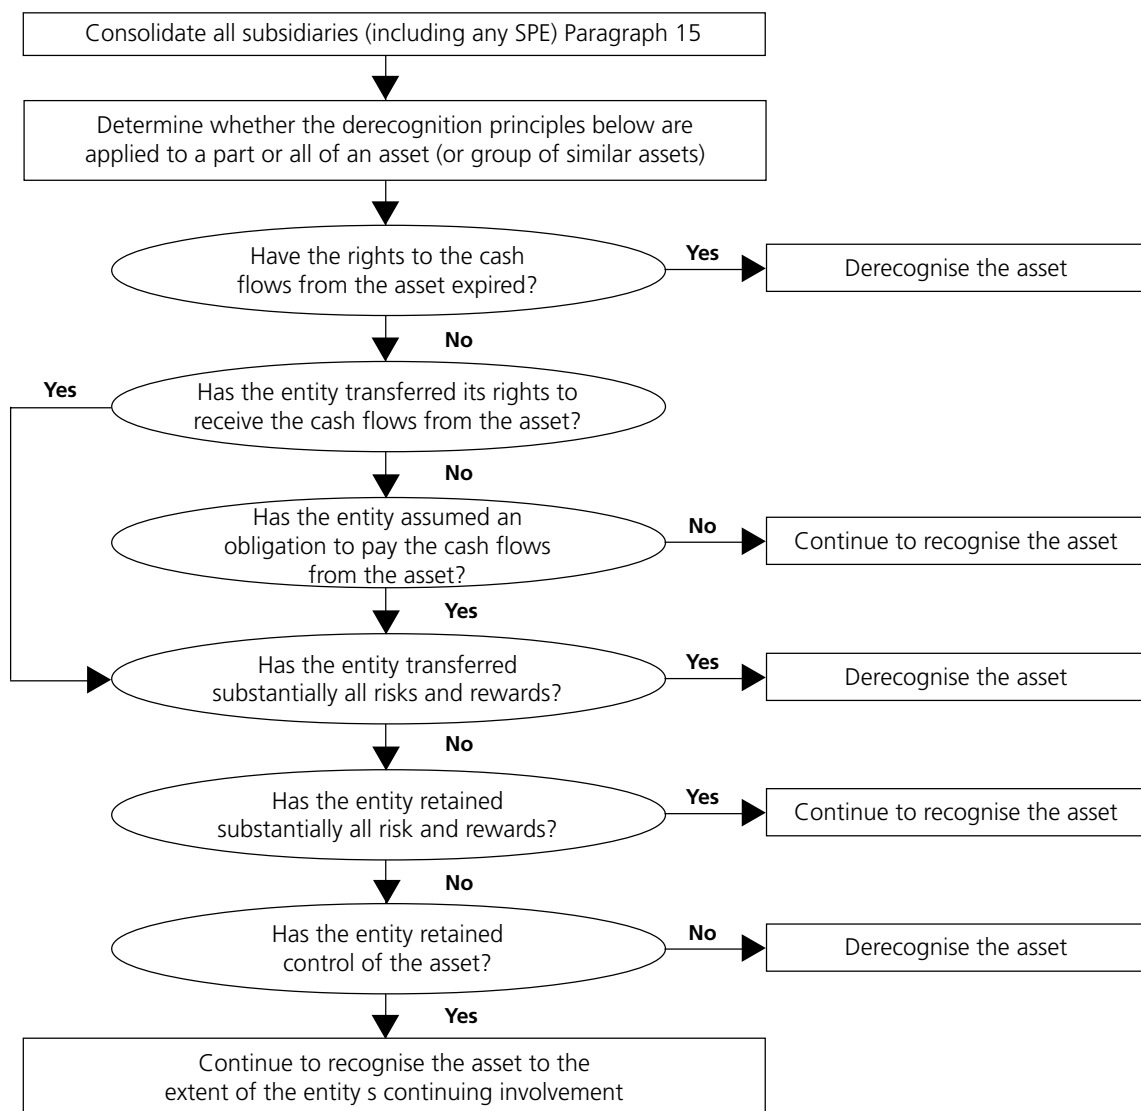 Consolidate all subsidiaries (including any SPE) Paragraph 15
Determine whether the derecognition principles below are
applied to a part or all of an asset (or group of similar assets)
Have the rights to the cash
flows from the asset expired?
Yes
Derecognise the asset
No
Yes
Has the entity transferred its rights to
receive the cash flows from the asset?
No
Has the entity assumed an
obligation to pay the cash flows
from the asset?
No
Continue to recognise the asset
Yes
Has the entity transferred
substantially all risks and rewards?
Yes
Derecognise the asset
No
Has the entity retained
substantially all risk and rewards?
Yes
Continue to recognise the asset
No
Has the entity retained
control of the asset?
No
Derecognise the asset
Yes
Continue to recognise the asset to the
extent of the entity s continuing involvement